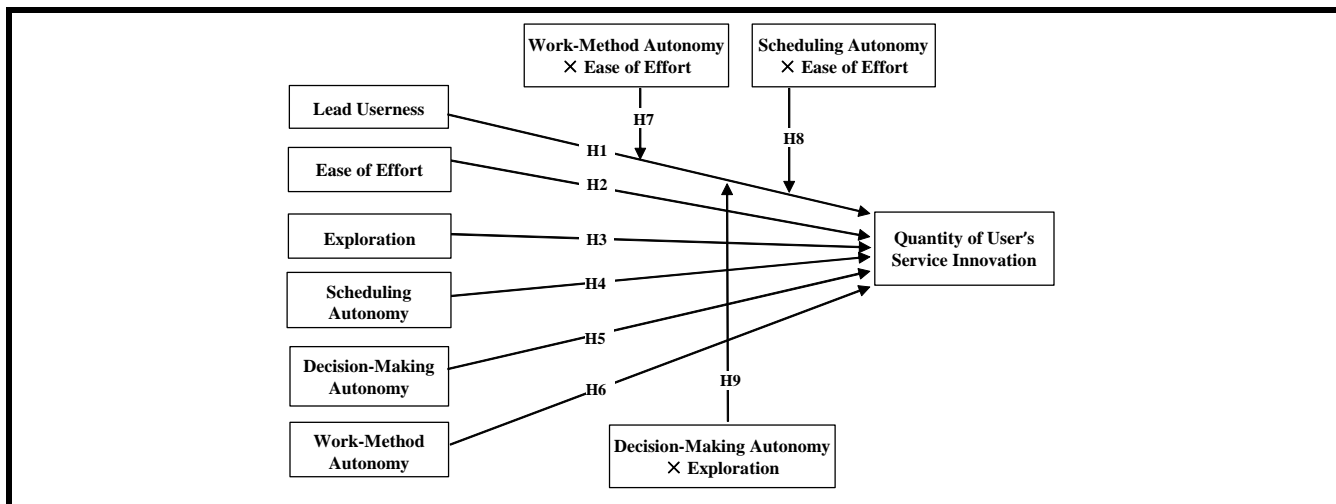 Work-Method Autonomy
× Ease of Effort
Scheduling Autonomy
× Ease of Effort
Lead Userness
H7
H8
H1
Ease of Effort
H2
Exploration
H3
Quantity of User's
Service Innovation
Scheduling
Autonomy
H4
Decision-Making
Autonomy
H5
H9
H6
Work-Method
Autonomy
Decision-Making Autonomy
× Exploration